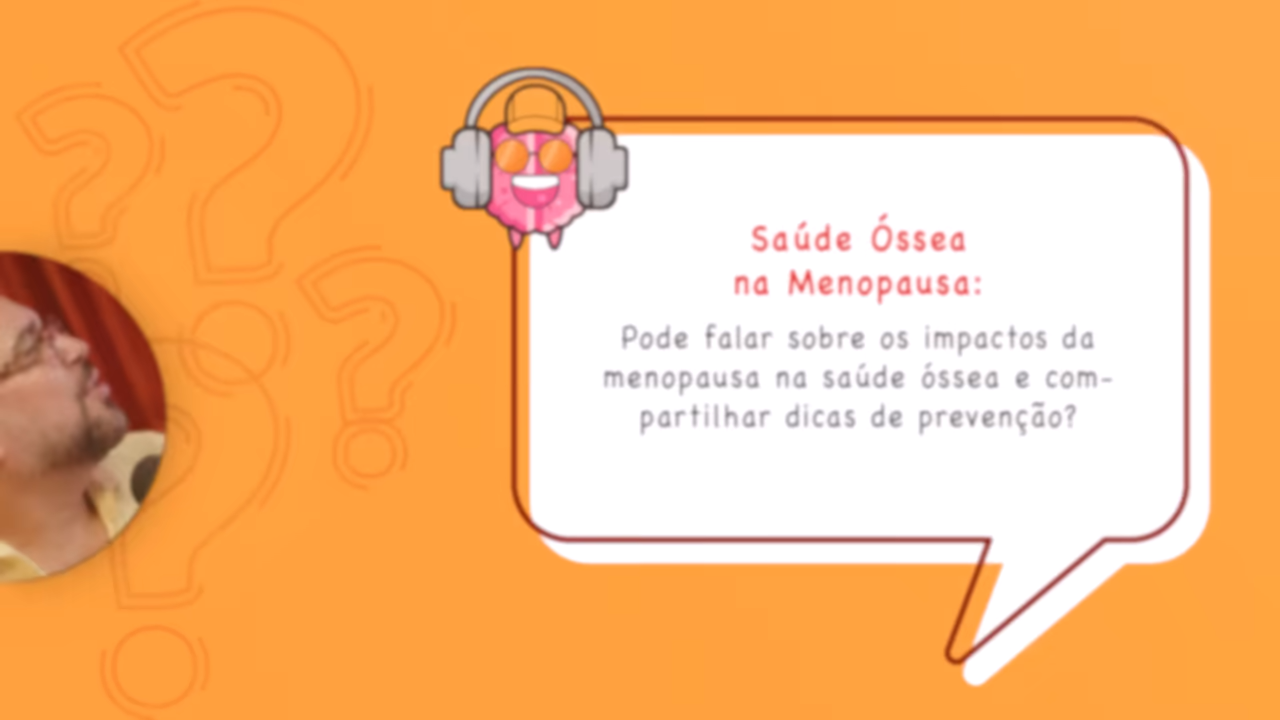 Saúde Óssea
na Menopausa:
Pode falar sobre os impactos da
menopausa na saúde óssea e com-
partilhar dicas de prevenção?